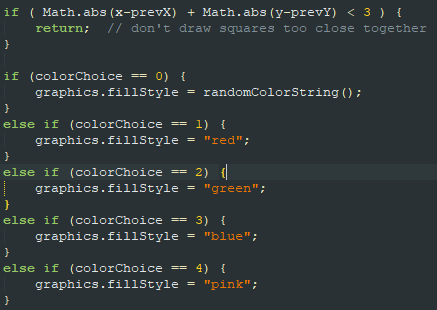 if ( Math.abs(x-prevX) + Math.abs(y-prevY) < 3 ) {
    return;  // don't draw squares too close together
}

if (colorChoice == 0) {
    graphics.fillStyle = randomColorString();
}
else if (colorChoice == 1) {
    graphics.fillStyle = "red";
}
else if (colorChoice == 2) {
    graphics.fillStyle = "green";
}
else if (colorChoice == 3) {
    graphics.fillStyle = "blue";
}
else if (colorChoice == 4) {
    graphics.fillStyle = "pink";
}